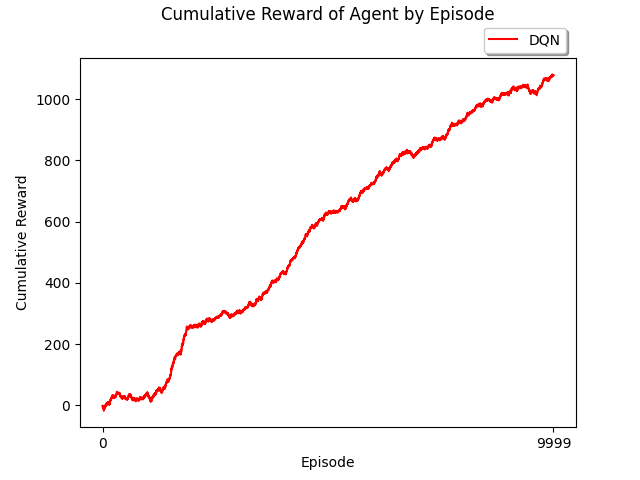 Cumulative Reward of Agent by Episode
DQN
1000
800
600
400
200
0
Cumulative Reward
0
9999
Episode